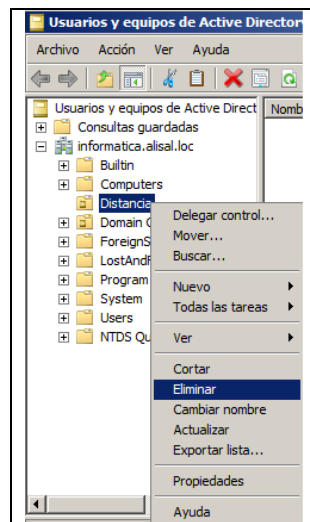 Usuarios y equipos de Active Director
Archivo Acción Ver Ayuda
Usuarios y equipos de Active Direct
Nomb
Consultas guardadas
informatica.alisal.loc
Builtin
Computers
Distancia
Domain C
ForeignS
LostAndF
Program
System
Users
NTDS Qu
Delegar control...
Mover...
Buscar...
Nuevo
Todas las tareas
Ver
Cortar
Eliminar
Cambiar nombre
Actualizar
Exportar lista...
Propiedades
Ayuda